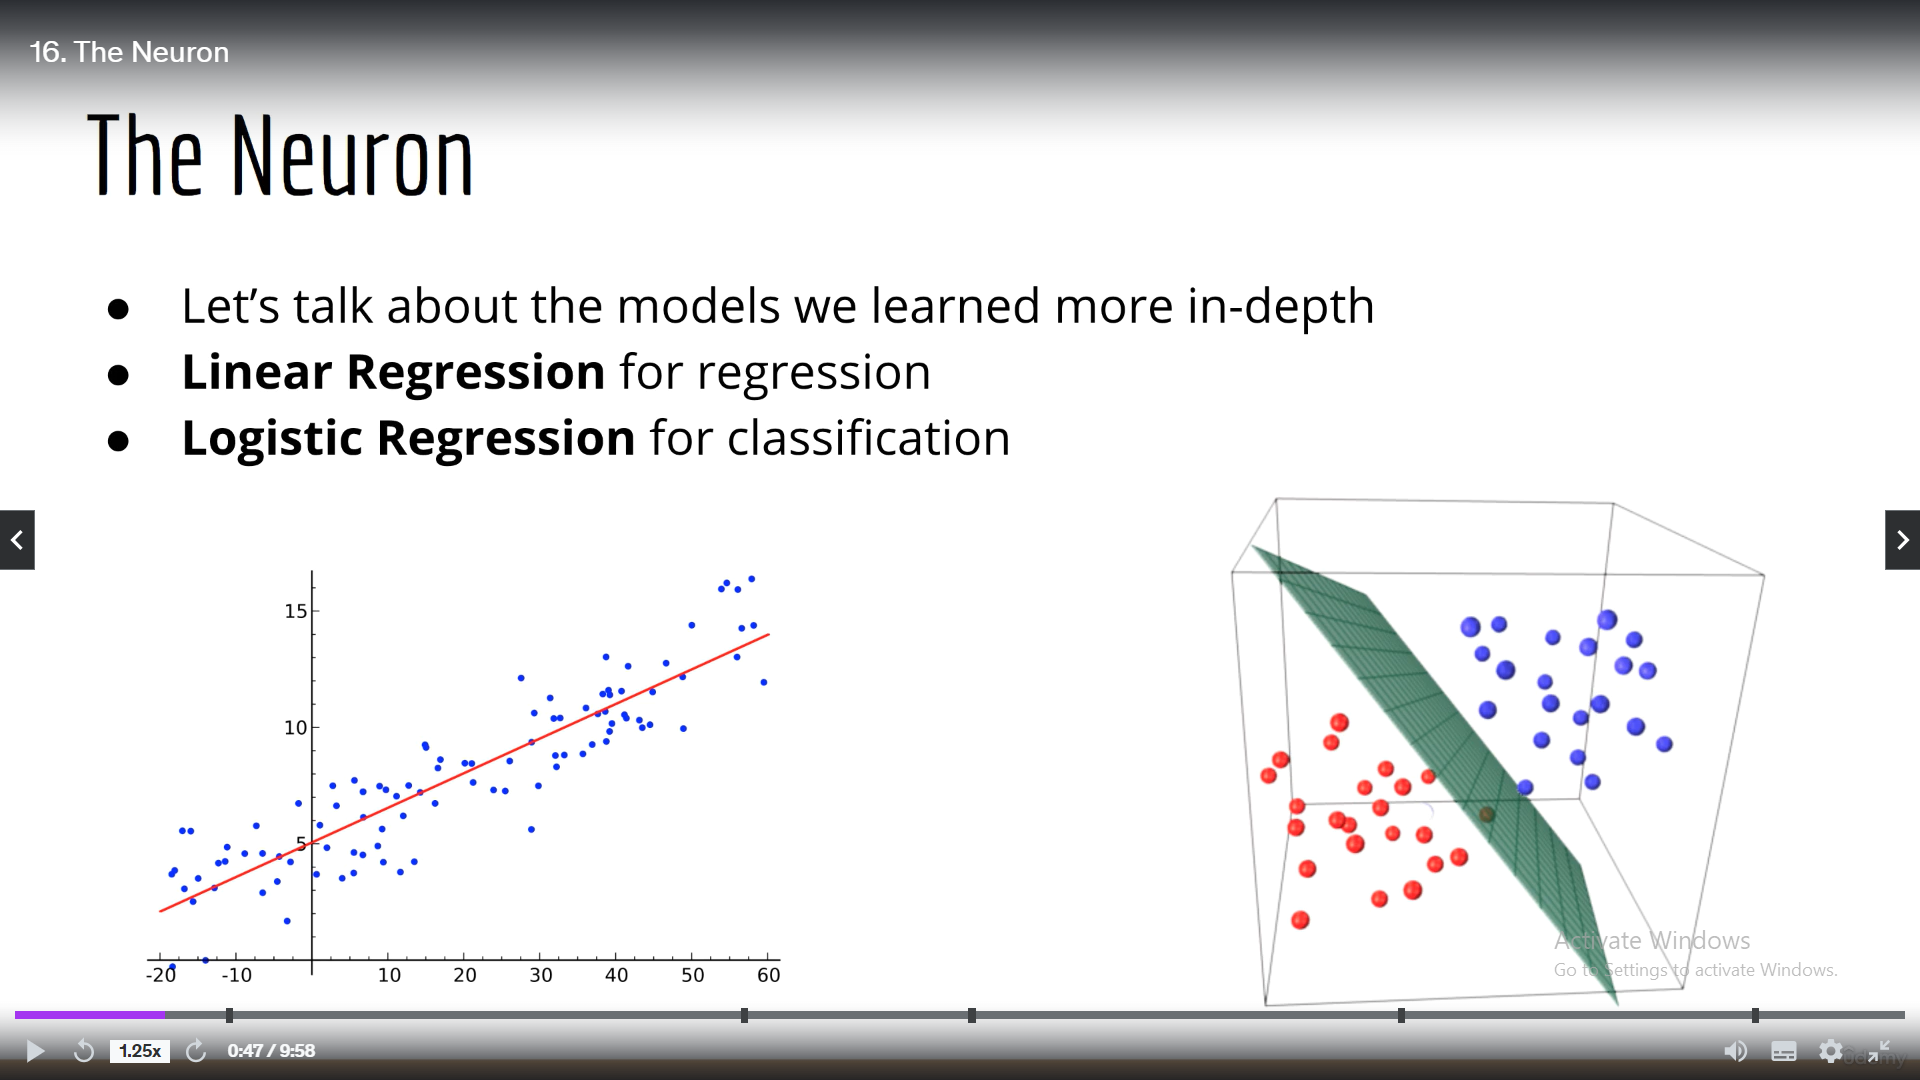 16. The Neuron
The Neuron
● Let’s talk about the models we learned more in-depth
● Linear Regression for regression
● Logistic Regression for classification
15
10
5
-20 -10 10 20 30 40 50 60
Activate Windows
Go to Settings to activate Windows.
1.25x 0:47 / 9:58
udemy